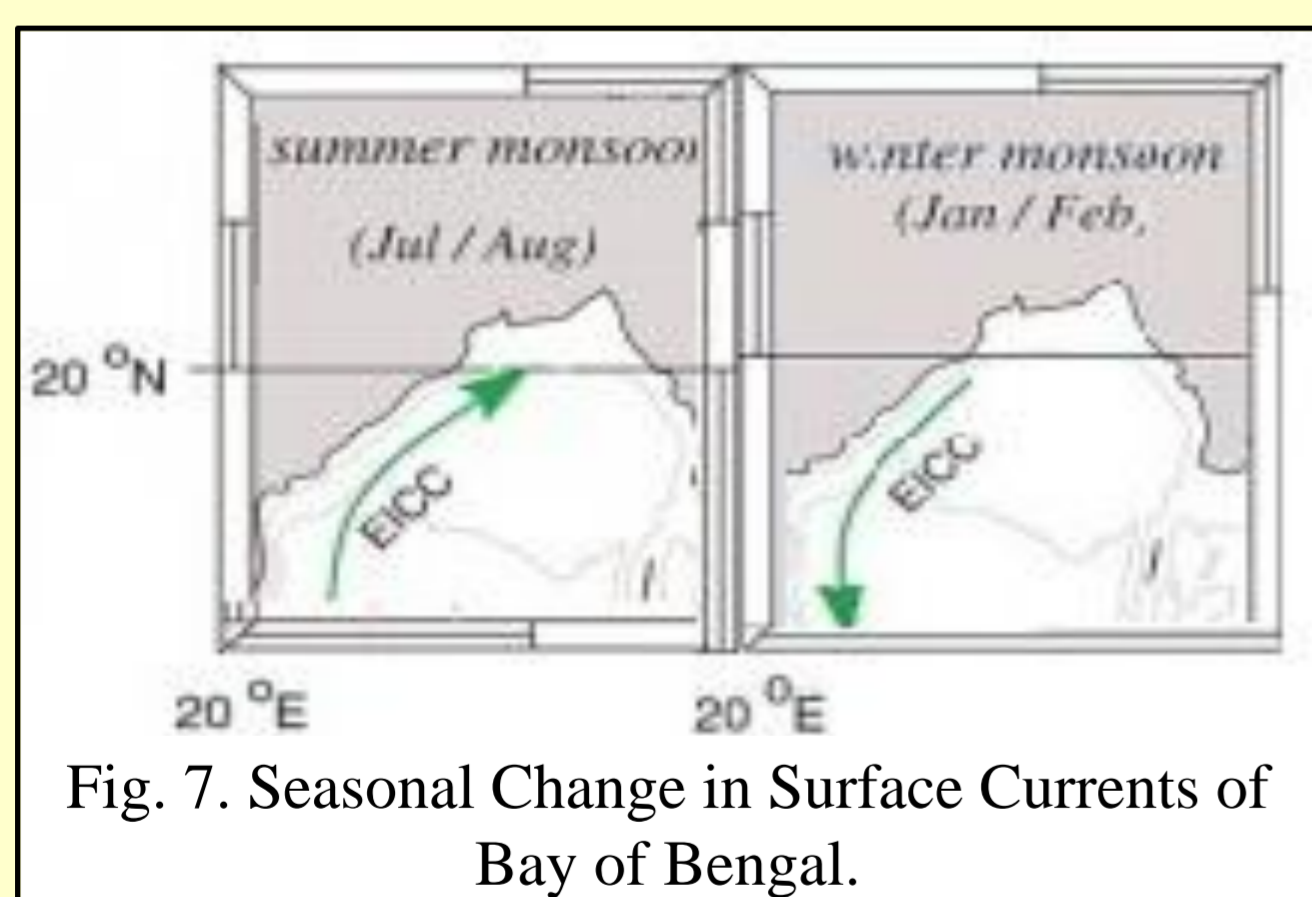 summer monsoon
(Jul / Aug)
w.nter monsoon
(Jan / Feb,
20 °N
EICC
EICC
20 °E
20 °E
Fig. 7. Seasonal Change in Surface Currents of
Bay of Bengal.